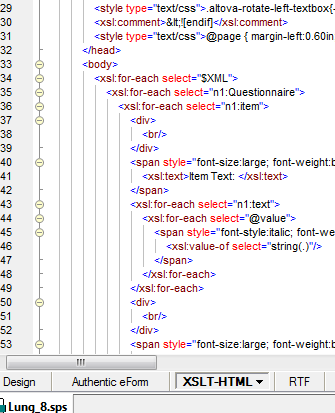 29 <style type="text/css">.altova-rotate-left-textbox{-
30 <xsl:comment>&lt;![endif]</xsl:comment>
31 <style type="text/css">@page { margin-left:0.60in
32 </head>
33 <body>
34 <xsl:for-each select="$XML">
35 <xsl:for-each select="n1:Questionnaire">
36 <xsl:for-each select="n1:item">
37 <div>
38 <br/>
39 </div>
40 <span style="font-size:large; font-weight:b
41 <xsl:text>Item Text: </xsl:text>
42 </span>
43 <xsl:for-each select="n1:text">
44 <xsl:for-each select="@value">
45 <span style="font-style:italic; font-we
46 <xsl:value-of select="string(.)"/>
47 </span>
48 </xsl:for-each>
49 </xsl:for-each>
50 <div>
51 <br/>
52 </div>
53 <span style="font-size:large; font-weight:b
Design Authentic eForm XSLT-HTML RTF
Lung_8.sps